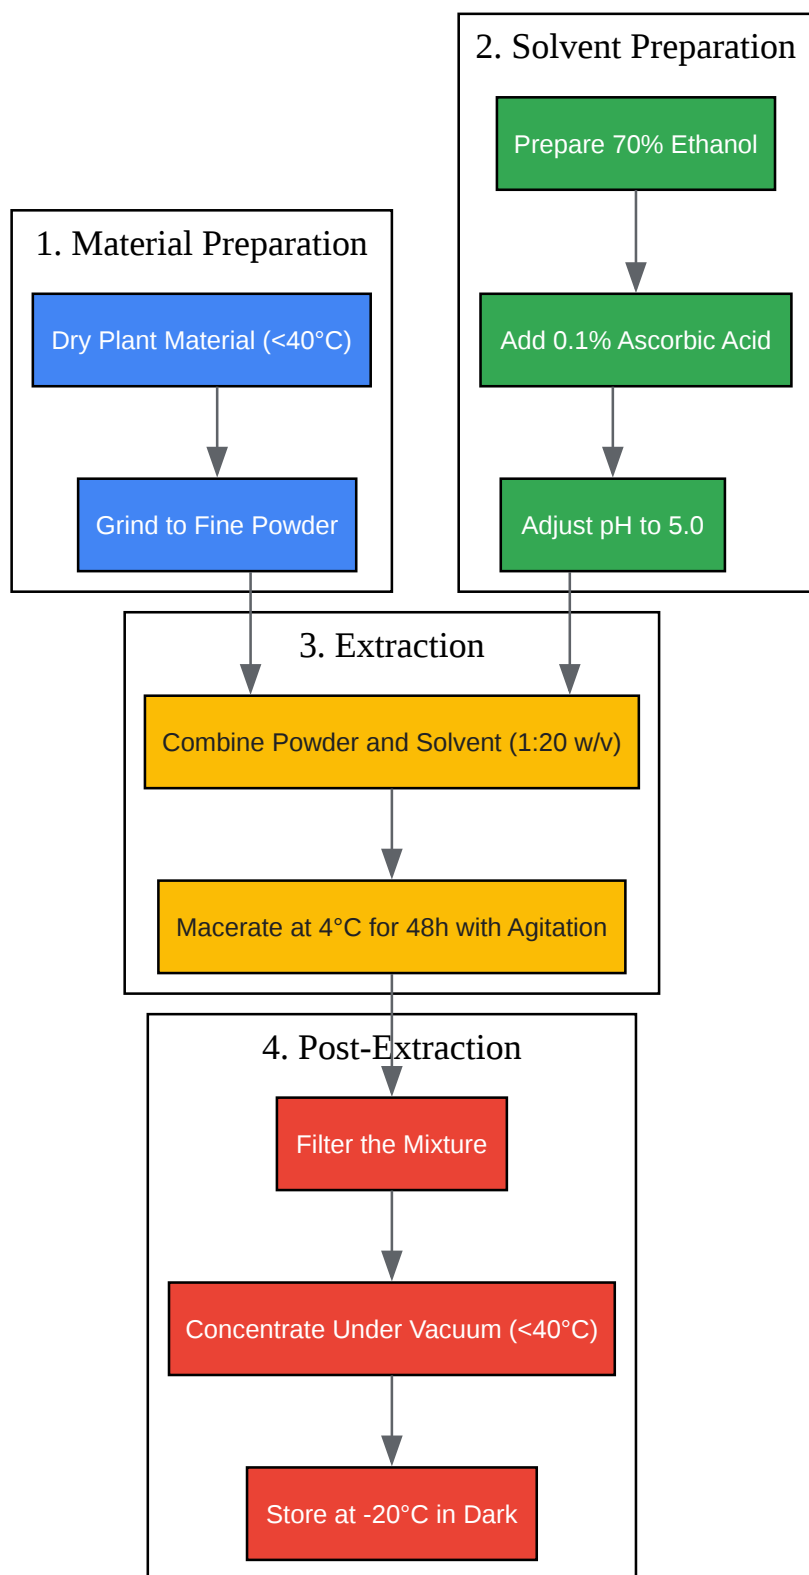 1. Material Preparation
Dry Plant Material (<40°C)
Grind to Fine Powder
2. Solvent Preparation
Prepare 70% Ethanol
Add 0.1% Ascorbic Acid
Adjust pH to 5.0
3. Extraction
Combine Powder and Solvent (1:20 w/v)
Macerate at 4°C for 48h with Agitation
4. Post-Extraction
Filter the Mixture
Concentrate Under Vacuum (<40°C)
Store at -20°C in Dark